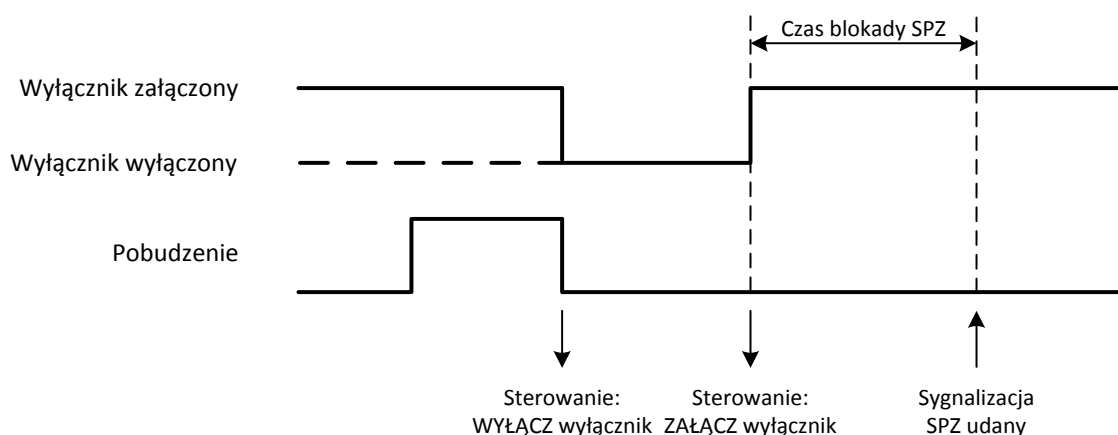 Czas blokady SPZ
Wyłącznik załączony
Wyłącznik wyłączony
Pobudzenie
Sterowanie:
WYŁĄCZ wyłącznik
Sterowanie:
ZAŁĄCZ wyłącznik
Sygnalizacja
SPZ udany